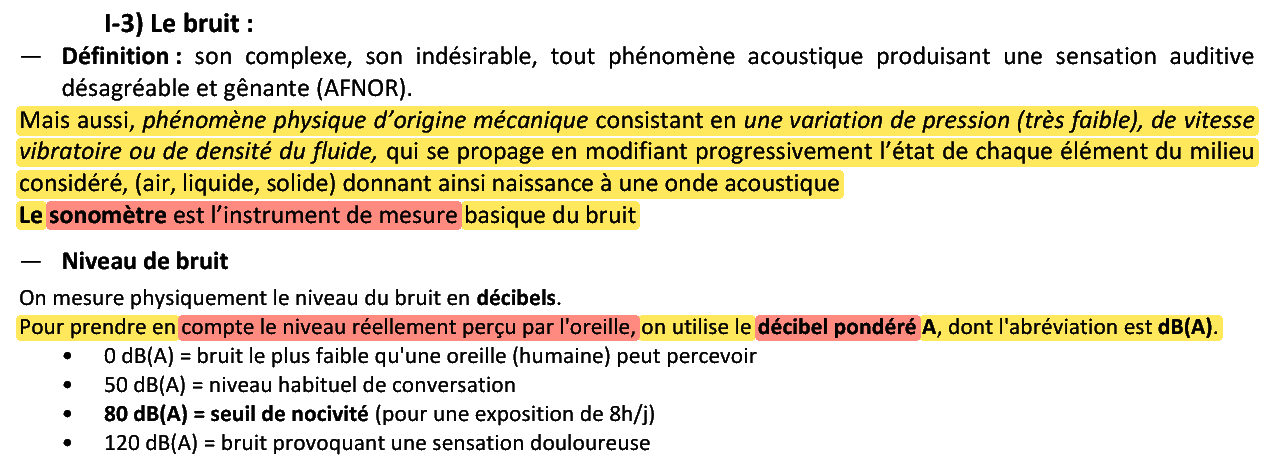 I-3) Le bruit :
— Définition : son complexe, son indésirable, tout phénomène acoustique produisant une sensation auditive
désagréable et gênante (AFNOR).
Mais aussi, phénomène physique d’origine mécanique consistant en une variation de pression (très faible), de vitesse
vibratoire ou de densité du fluide, qui se propage en modifiant progressivement l’état de chaque élément du milieu
considéré, (air, liquide, solide) donnant ainsi naissance à une onde acoustique
Le sonomètre est l’instrument de mesure basique du bruit
— Niveau de bruit
On mesure physiquement le niveau du bruit en décibels.
Pour prendre en compte le niveau réellement perçu par l'oreille, on utilise le décibel pondéré A, dont l'abréviation est dB(A).
• 0 dB(A) = bruit le plus faible qu'une oreille (humaine) peut percevoir
• 50 dB(A) = niveau habituel de conversation
• 80 dB(A) = seuil de nocivité (pour une exposition de 8h/j)
• 120 dB(A) = bruit provoquant une sensation douloureuse